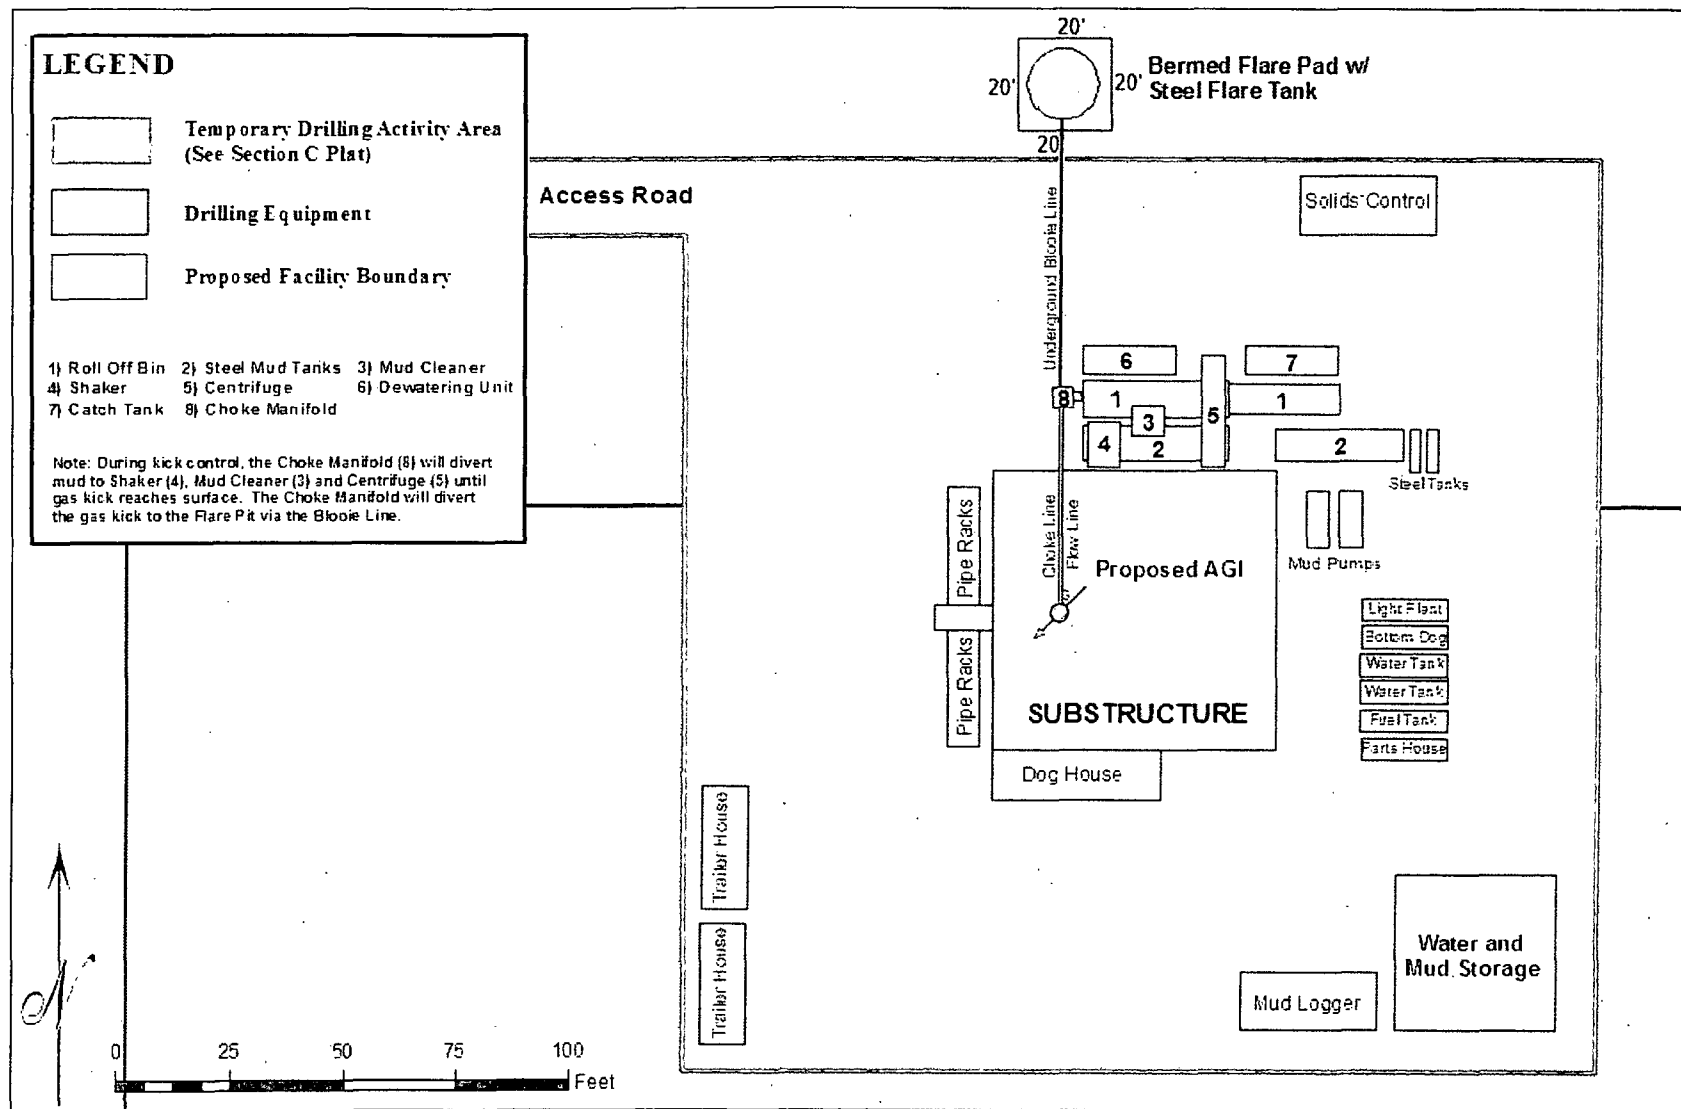 LEGEND
Temporary Drilling Activity Area
(See Section C Plat)
Drilling Equipment
Proposed Facility Boundary
1) Roll Off Bin 2) Steel Mud Tanks 3) Mud Cleaner
4) Shaker 5) Centrifuge 6) Dewatering Unit
7) Catch Tank 8) Choke Manifold
Note: During kick control, the Choke Manifold (8) will divert
mud to Shaker (4), Mud Cleaner (3) and Centrifuge (5) until
gas kick reaches surface. The Choke Manifold will divert
the gas kick to the Flare Pit via the Blooie Line.
20'
20'
20'
20
Bermed Flare Pad w/
Steel Flare Tank
Access Road
Solids Control
Underground Blooie Line
6
7
8
1
5
1
3
4
2
2
Steel Tanks
Choke Line
Flow Line
Pipe Racks
Pipe Racks
Proposed AGI
Mud Pumps
Light Plant
Bottom Dog
Water Tank
Water Tank
Fuel Tank
Parts House
SUBSTRUCTURE
Dog House
Trailer House
Trailer House
Water and
Mud Storage
Mud Logger
N
0 25 50 75 100
Feet